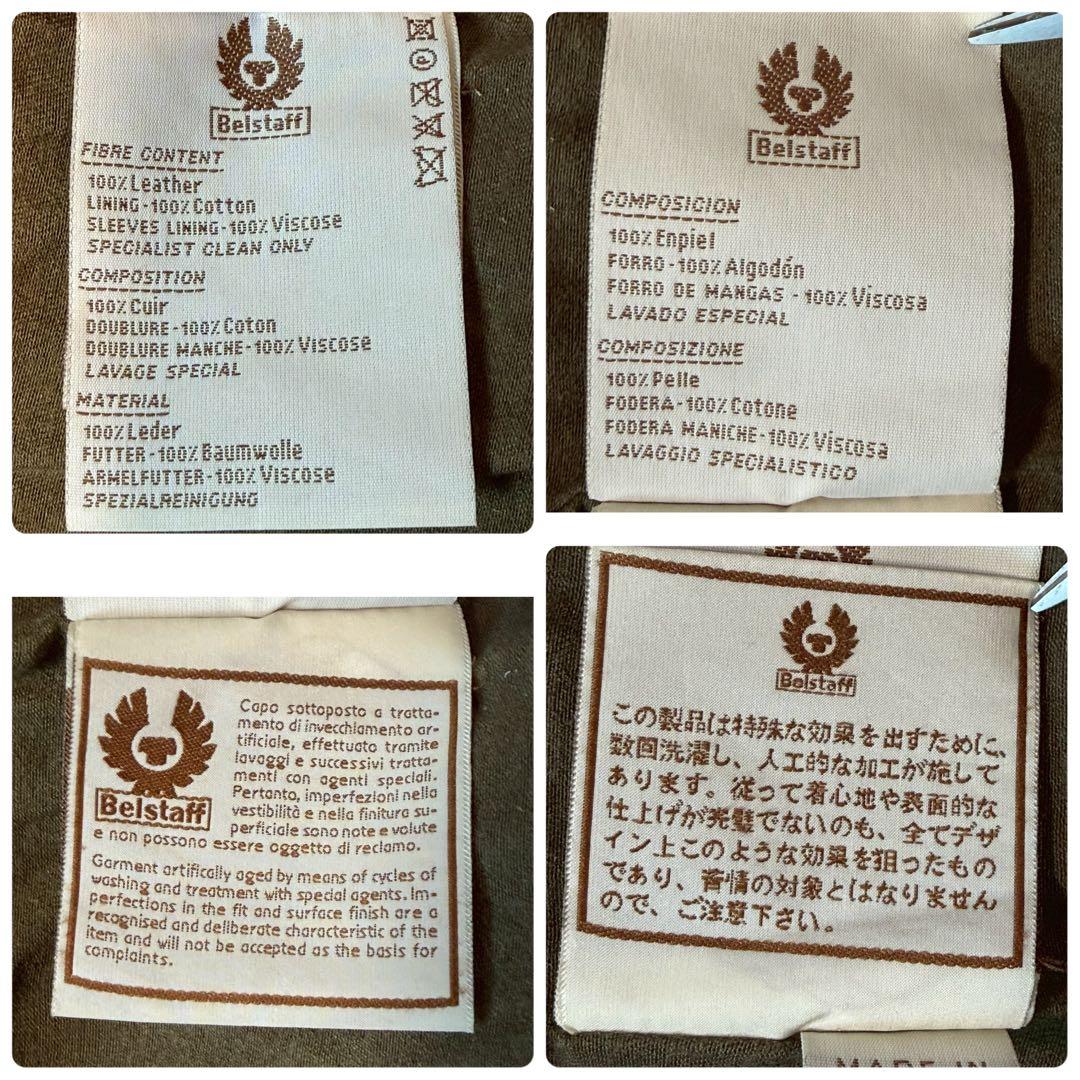 Belstaff
FIBRE CONTENT
100% Leather
LINING - 100% Cotton
SLEEVES LINING - 100% Viscose
SPECIALIST CLEAN ONLY
COMPOSITION
100% Cuir
DOUBLURE - 100% Coton
DOUBLURE MANCHE - 100% Viscose
LAVAGE SPECIAL
MATERIAL
100% Leder
FUTTER - 100% Baumwolle
ARMELFUTTER - 100% Viscose
SPEZIALREINIGUNG
Belstaff
COMPOSICION
100% Enpiel
FORRO - 100% Algodón
FORRO DE MANGAS - 100% Viscosa
LAVADO ESPECIAL
COMPOSIZIONE
100% Pelle
FODERA - 100% Cotone
FODERA MANICHE - 100% Viscosa
LAVAGGIO SPECIALISTICO
Belstaff
Capo sottoposto a tratta-
mento di invecchiamento ar-
tificiale, effettuato tramite
lavaggi e successivi tratta-
menti con agenti speciali.
Pertanto, imperfezioni nella
vestibilità e nella finitura su-
perficiale sono note e volute
e non possono essere oggetto di reclamo.
Garment artificially aged by means of cycles of
washing and treatment with special agents. Im-
perfections in the fit and surface finish are a
recognised and deliberate characteristic of the
item and will not be accepted as the basis for
complaints.
Belstaff
この製品は特殊な効果を出すために、
数回洗濯し、人工的な加工が施して
あります。従って着心地や表面的な
仕上げが完璧でないのも、全てデザ
イン上このような効果を狙ったもの
であり、苦情の対象とはなりません
ので、ご注意下さい。
MADE IN